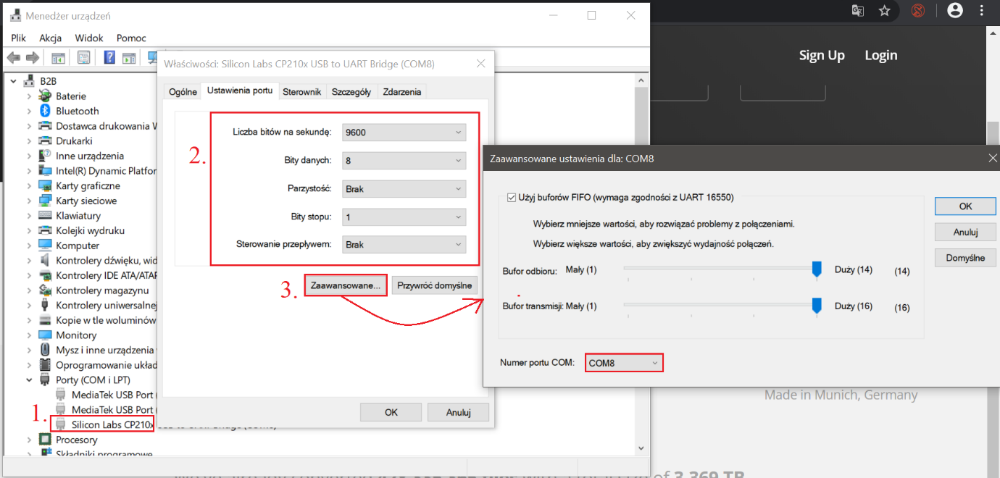 Menedżer urządzeń
Plik Akcja Widok Pomoc
Sign Up Login
B2B
Baterie
Bluetooth
Dostawca drukowania W
Drukarki
Inne urządzenia
Intel(R) Dynamic Platfor
Karty graficzne
Karty sieciowe
Klawiatury
Kolejki wydruku
Komputer
Kontrolery dźwięku, wid
Kontrolery IDE ATA/ATAP
Kontrolery magazynu
Kontrolery uniwersalnej
Kopie w tle woluminów
Monitory
Mysz i inne urządzenia
Oprogramowanie układ
Porty (COM i LPT)
MediaTek USB Port (
MediaTek USB Port (
1.
Silicon Labs CP210x
Procesory
Składniki programowe
Właściwości: Silicon Labs CP210x USB to UART Bridge (COM8)
Ogólne Ustawienia portu Sterownik Szczegóły Zdarzenia
2.
Liczba bitów na sekundę: 9600
Bity danych: 8
Parzystość: Brak
Bity stopu: 1
Sterowanie przepływem: Brak
3. Zaawansowane... Przywróć domyślne
OK Anuluj
Zaawansowane ustawienia dla: COM8
Użyj buforów FIFO (wymaga zgodności z UART 16550)
Wybierz mniejsze wartości, aby rozwiązać problemy z połączeniami.
Wybierz większe wartości, aby zwiększyć wydajność połączeń.
Bufor odbioru: Mały (1) Duży (14) (14)
Bufor transmisji: Mały (1) Duży (16) (16)
Numer portu COM: COM8
OK
Anuluj
Domyślne
Made in Munich, Germany
of 3.369 TB